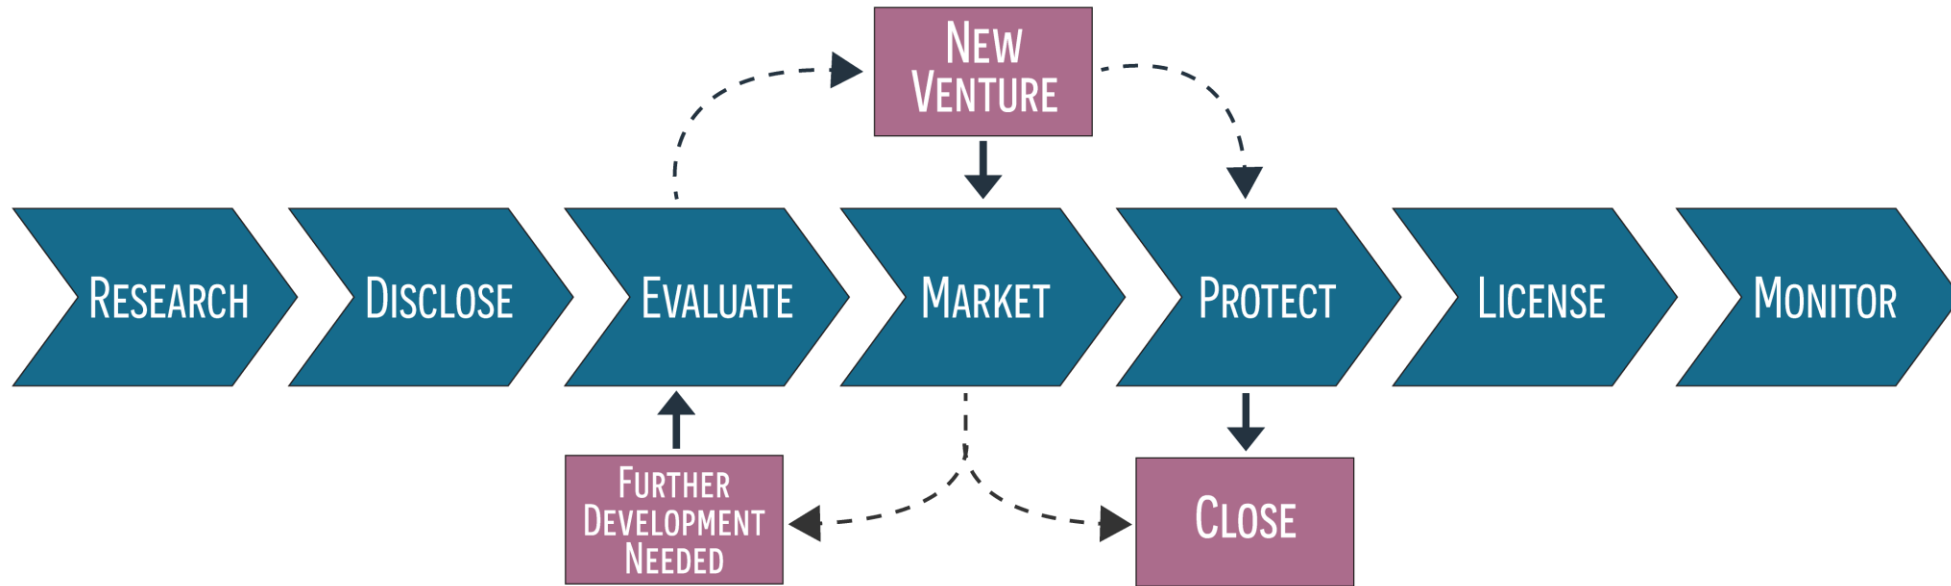 NEW
VENTURE
RESEARCH
DISCLOSE
EVALUATE
MARKET
PROTECT
LICENSE
MONITOR
FURTHER
DEVELOPMENT
NEEDED
CLOSE